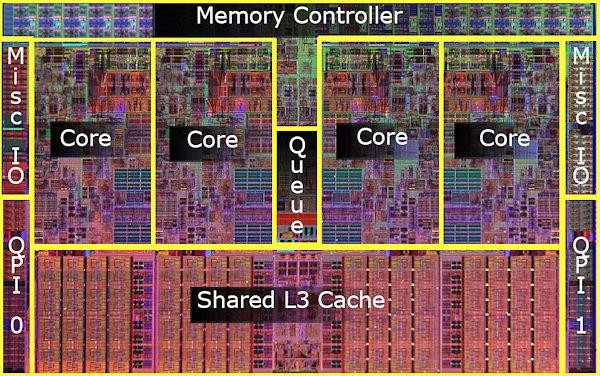 Memory Controller
Misc IO
Core
Core
Queue
Core
Core
Misc IO
QPI 0
Shared L3 Cache
QPI 1